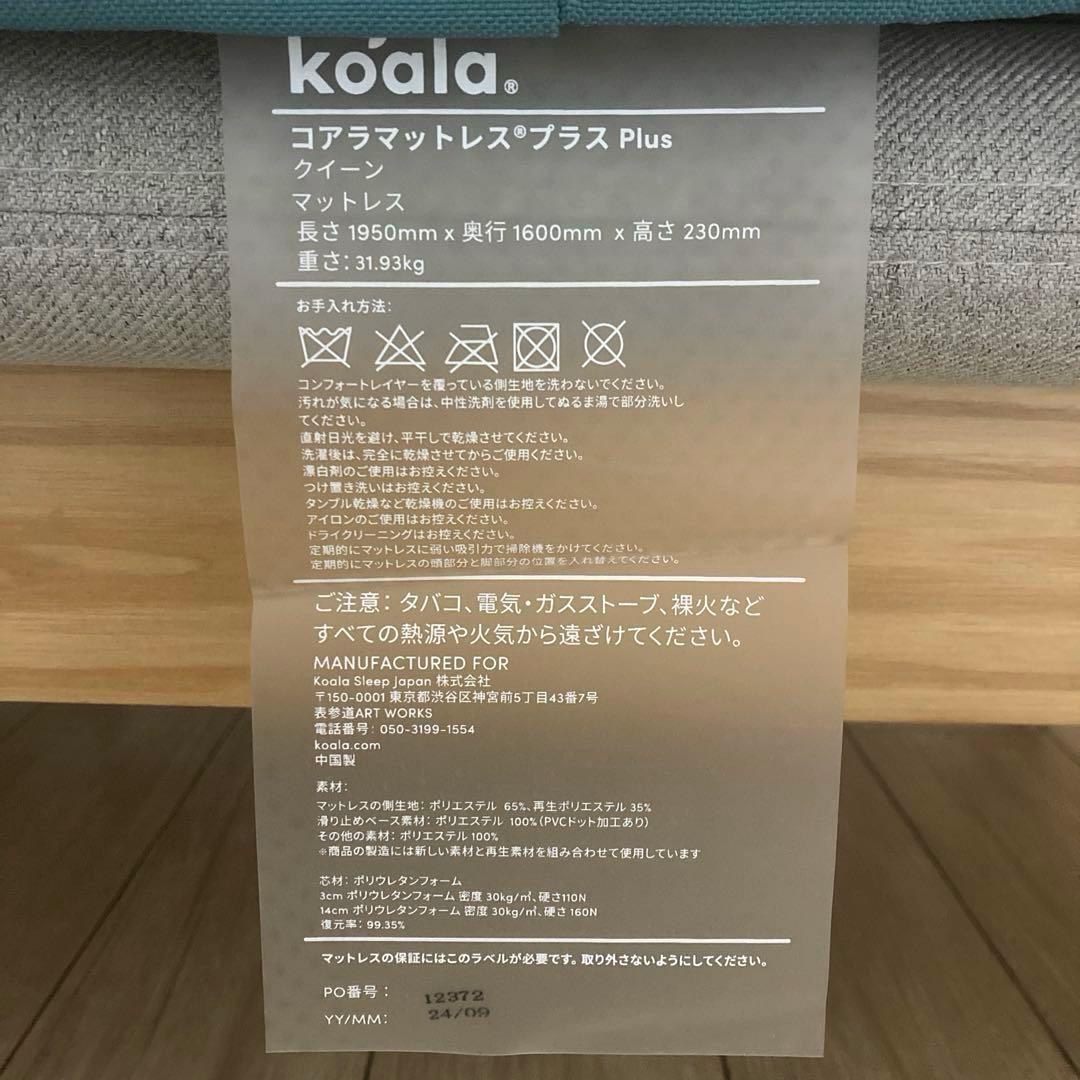 koala®
コアラマットレス®プラス Plus
クイーン
マットレス
長さ 1950mm x 奥行 1600mm x 高さ 230mm
重さ: 31.93kg
お手入れ方法:
コンフォートレイヤーを覆っている側生地を洗わないでください。
汚れが気になる場合は、中性洗剤を使用してぬるま湯で部分洗いし
てください。
直射日光を避け、平干しで乾燥させてください。
洗濯後は、完全に乾燥させてからご使用ください。
漂白剤のご使用はお控えください。
つけ置き洗いはお控えください。
タンブル乾燥など乾燥機のご使用はお控えください。
アイロンのご使用はお控えください。
ドライクリーニングはお控えください。
定期的にマットレスに弱い吸引力で掃除機をかけてください。
定期的にマットレスの頭部分と脚部分の位置を入れ替えてください。
ご注意: タバコ、電気・ガスストーブ、裸火など
すべての熱源や火気から遠ざけてください。
MANUFACTURED FOR
Koala Sleep Japan 株式会社
〒150-0001 東京都渋谷区神宮前5丁目43番7号
表参道ART WORKS
電話番号: 050-3199-1554
koala.com
中国製
素材:
マットレスの側生地: ポリエステル 65%、再生ポリエステル 35%
滑り止めベース素材: ポリエステル 100%(PVCドット加工あり)
その他の素材: ポリエステル 100%
※商品の製造には新しい素材と再生素材を組み合わせて使用しています
芯材: ポリウレタンフォーム
3cm ポリウレタンフォーム 密度 30kg/㎥、硬さ110N
14cm ポリウレタンフォーム 密度 30kg/㎥、硬さ 160N
復元率: 99.35%
マットレスの保証にはこのラベルが必要です。取り外さないようにしてください。
PO番号: 12372
YY/MM: 24/09